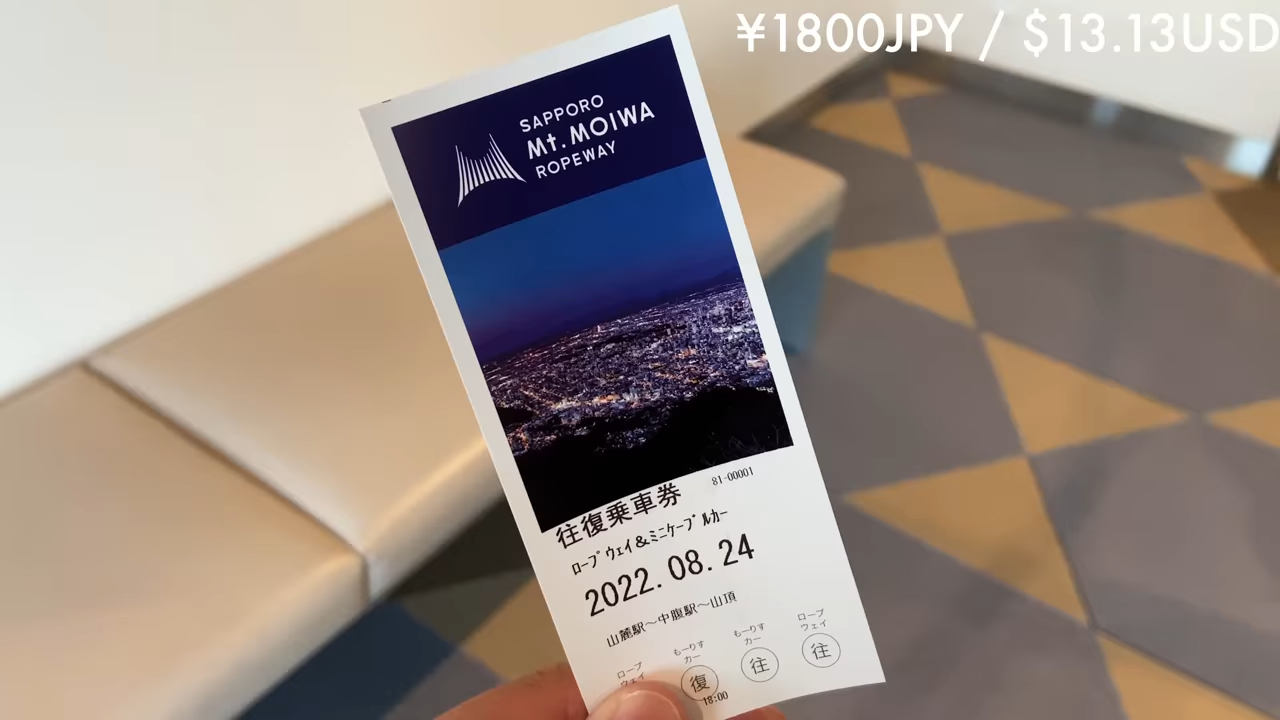 ¥1800JPY / $13.13USD
SAPPORO
Mt.MOIWA
ROPEWAY
81-00001
往復乗車券
ロープウェイ&ミニケーブルカー
2022.08.24
山麓駅~中腹駅~山頂
ロープ
ウェイ
もーりす
カー
復
もーりす
カー
往
ロープ
ウェイ
往
18:00